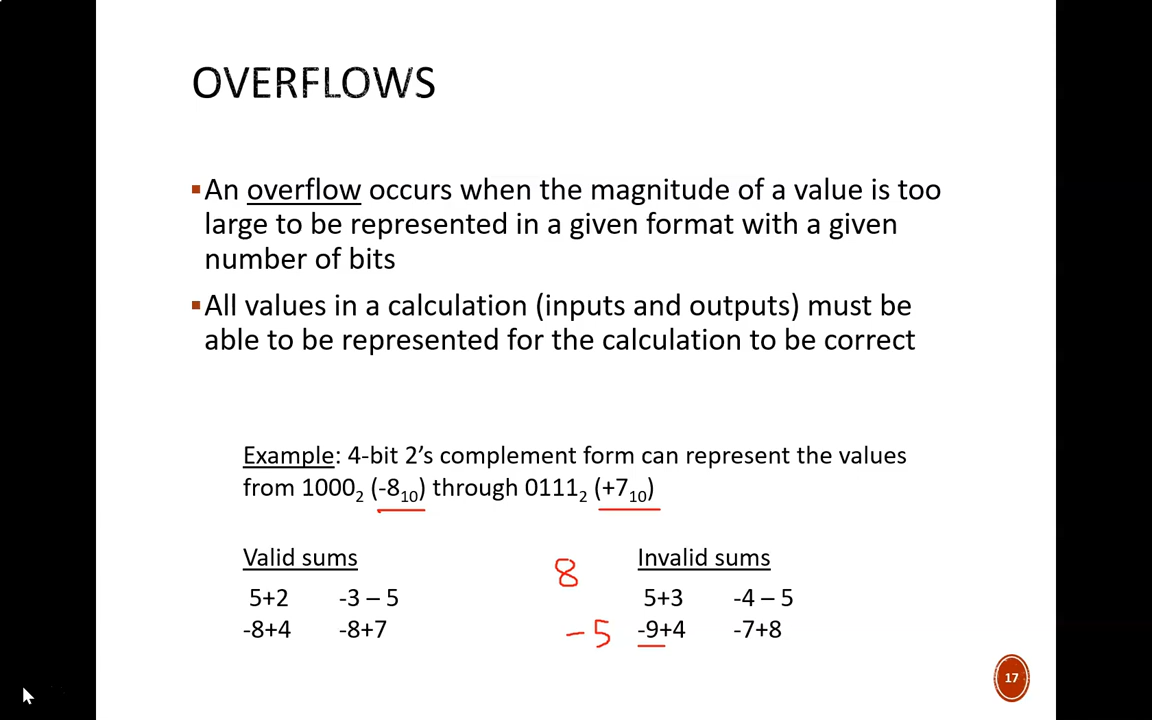 OVERFLOWS
▪An overflow occurs when the magnitude of a value is too
large to be represented in a given format with a given
number of bits
▪All values in a calculation (inputs and outputs) must be
able to be represented for the calculation to be correct
Example: 4-bit 2's complement form can represent the values
from 1000₂ (-8₁₀) through 0111₂ (+7₁₀)
Valid sums
5+2 -3 – 5
-8+4 -8+7
8
-5
Invalid sums
5+3 -4 – 5
-9+4 -7+8
17